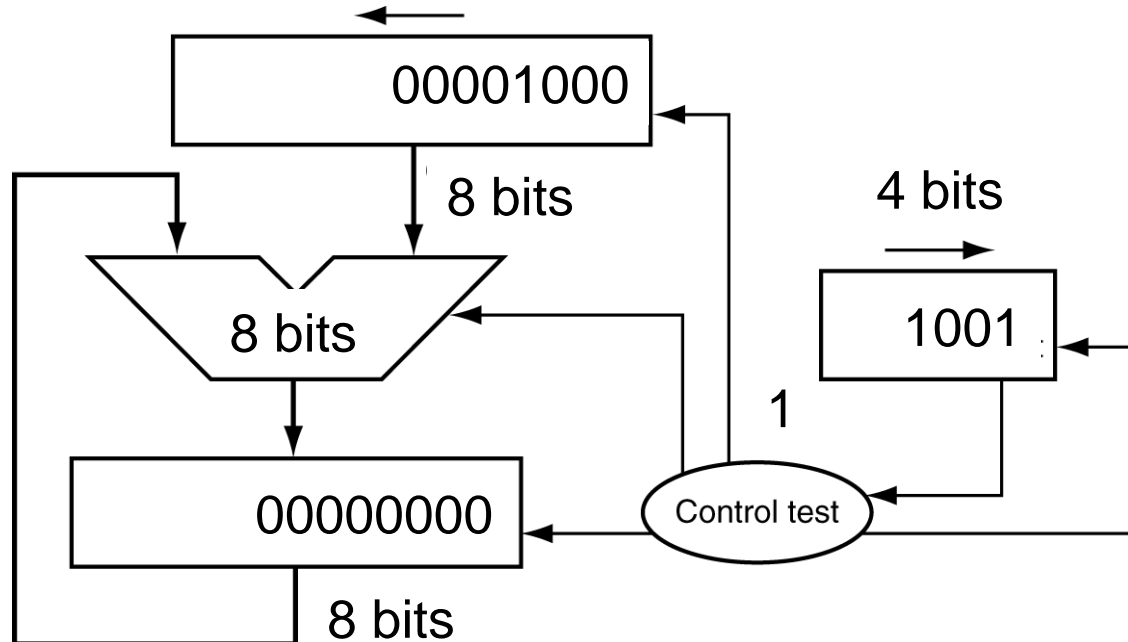 00001000
8 bits
4 bits
8 bits
1001
1
00000000
Control test
8 bits